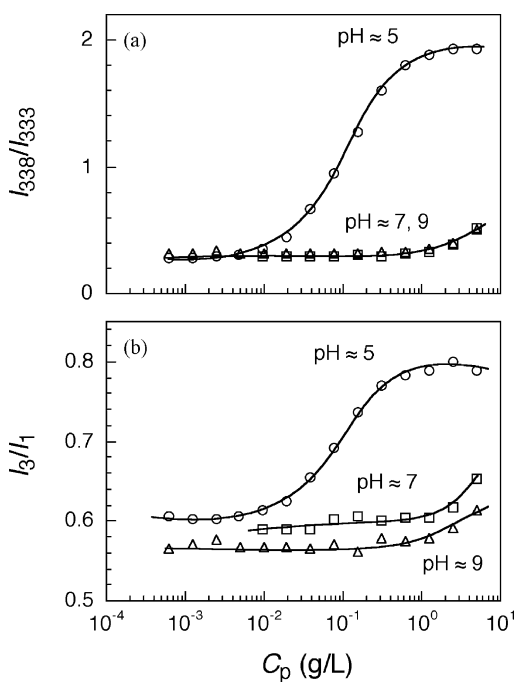 (a)
pH ≈ 5
2
1
0
I338/I333
pH ≈ 7, 9
(b)
pH ≈ 5
0.8
0.7
0.6
0.5
I3/I1
pH ≈ 7
pH ≈ 9
10⁻⁴ 10⁻³ 10⁻² 10⁻¹ 10⁰ 10¹
Cp (g/L)